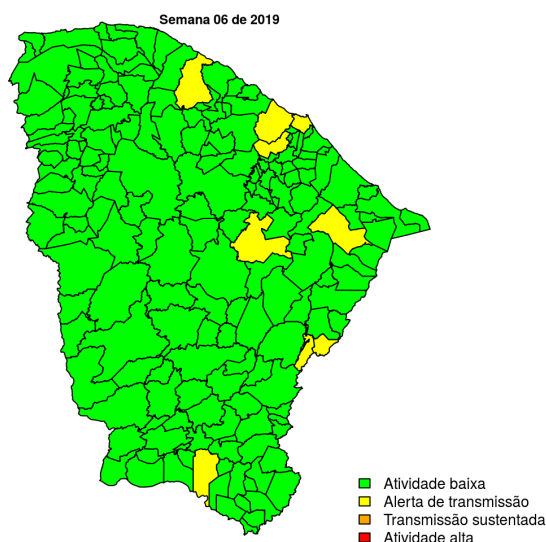 Semana 06 de 2019
Atividade baixa
Alerta de transmissão
Transmissão sustentada
Atividade alta